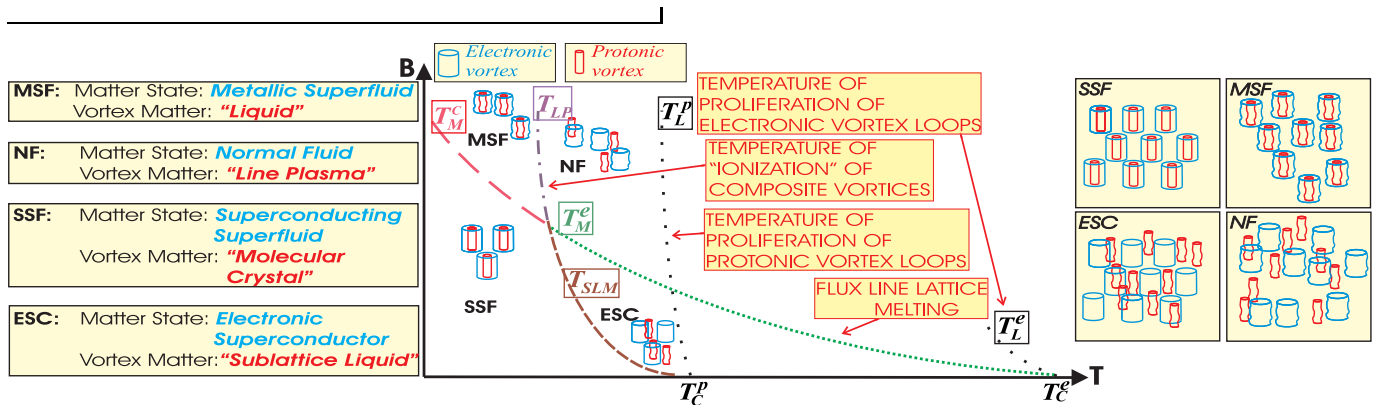 MSF: Matter State: Metallic Superfluid
Vortex Matter: “Liquid”
NF: Matter State: Normal Fluid
Vortex Matter: “Line Plasma”
SSF: Matter State: Superconducting
Superfluid
Vortex Matter: “Molecular
Crystal”
ESC: Matter State: Electronic
Superconductor
Vortex Matter: “Sublattice Liquid”
B
Electronic
vortex
Protonic
vortex
T_M^c
T_LP
T_L^p
MSF
NF
T_M^e
T_SLM
SSF
ESC
TEMPERATURE OF
PROLIFERATION OF
ELECTRONIC VORTEX LOOPS
TEMPERATURE OF
“IONIZATION” OF
COMPOSITE VORTICES
TEMPERATURE OF
PROLIFERATION OF
PROTONIC VORTEX LOOPS
FLUX LINE LATTICE
MELTING
T_L^e
T
T_C^p
T_C^e
SSF
MSF
ESC
NF